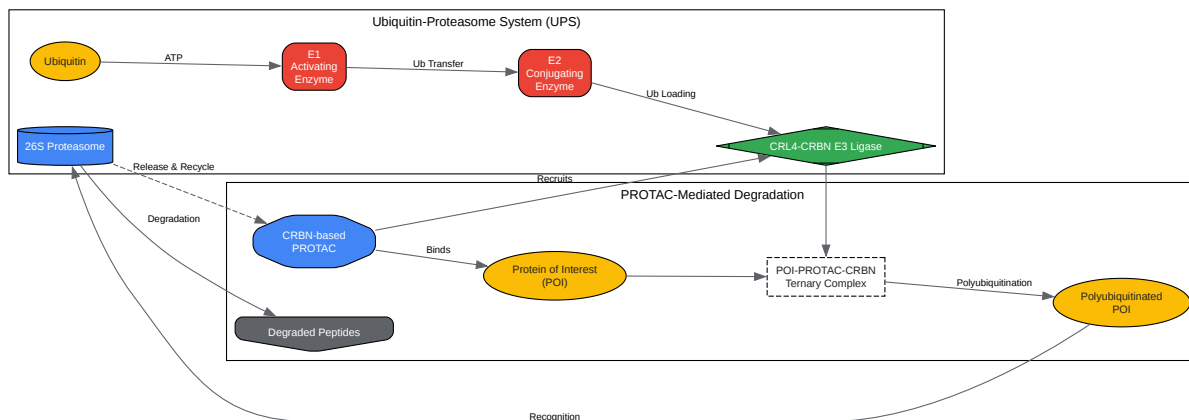 Ubiquitin-Proteasome System (UPS)
Ubiquitin
ATP
E1
Activating
Enzyme
Ub Transfer
E2
Conjugating
Enzyme
Ub Loading
26S Proteasome
CRL4-CRBN E3 Ligase
Release & Recycle
Recruits
PROTAC-Mediated Degradation
Degradation
CRBN-based
PROTAC
Binds
Protein of Interest
(POI)
POI-PROTAC-CRBN
Ternary Complex
Polyubiquitination
Polyubiquitinated
POI
Degraded Peptides
Recognition